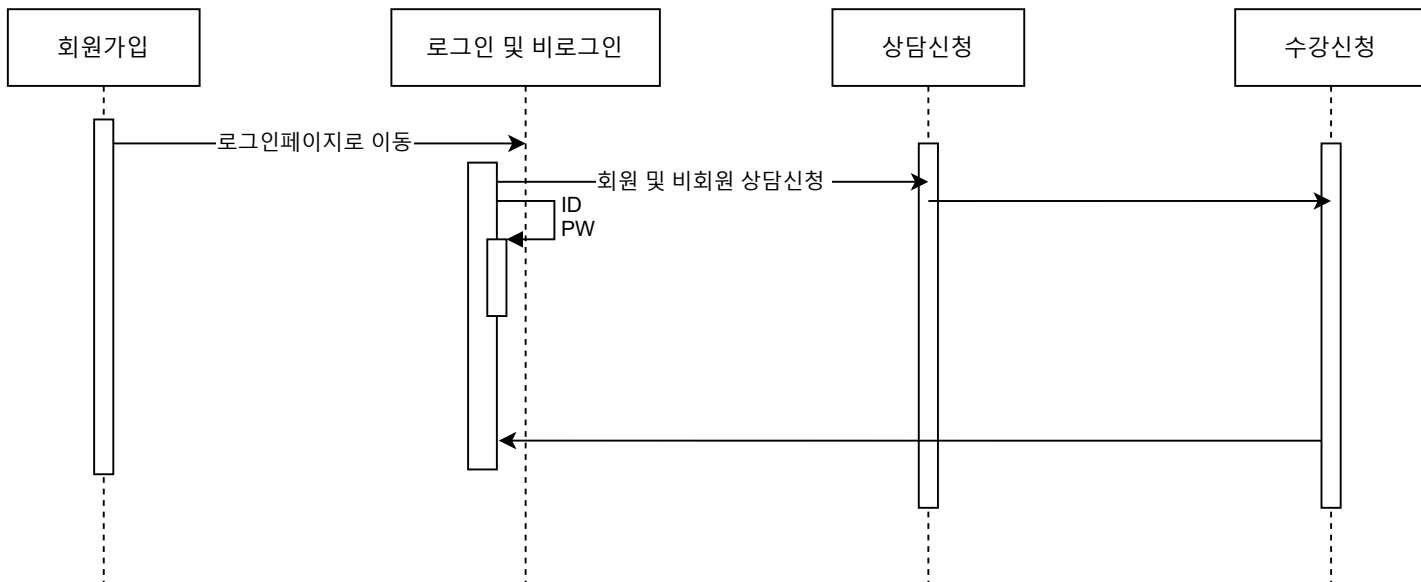 회원가입
로그인 및 비로그인
상담신청
수강신청
로그인페이지로 이동
회원 및 비회원 상담신청
ID
PW